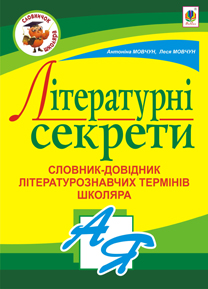 СЛОВНИЧОК
ШКОЛЯРА
Антоніна МОВЧУН, Леся МОВЧУН
Літературні
секрети
СЛОВНИК-ДОВІДНИК
ЛІТЕРАТУРОЗНАВЧИХ ТЕРМІНІВ
ШКОЛЯРА
А
Я